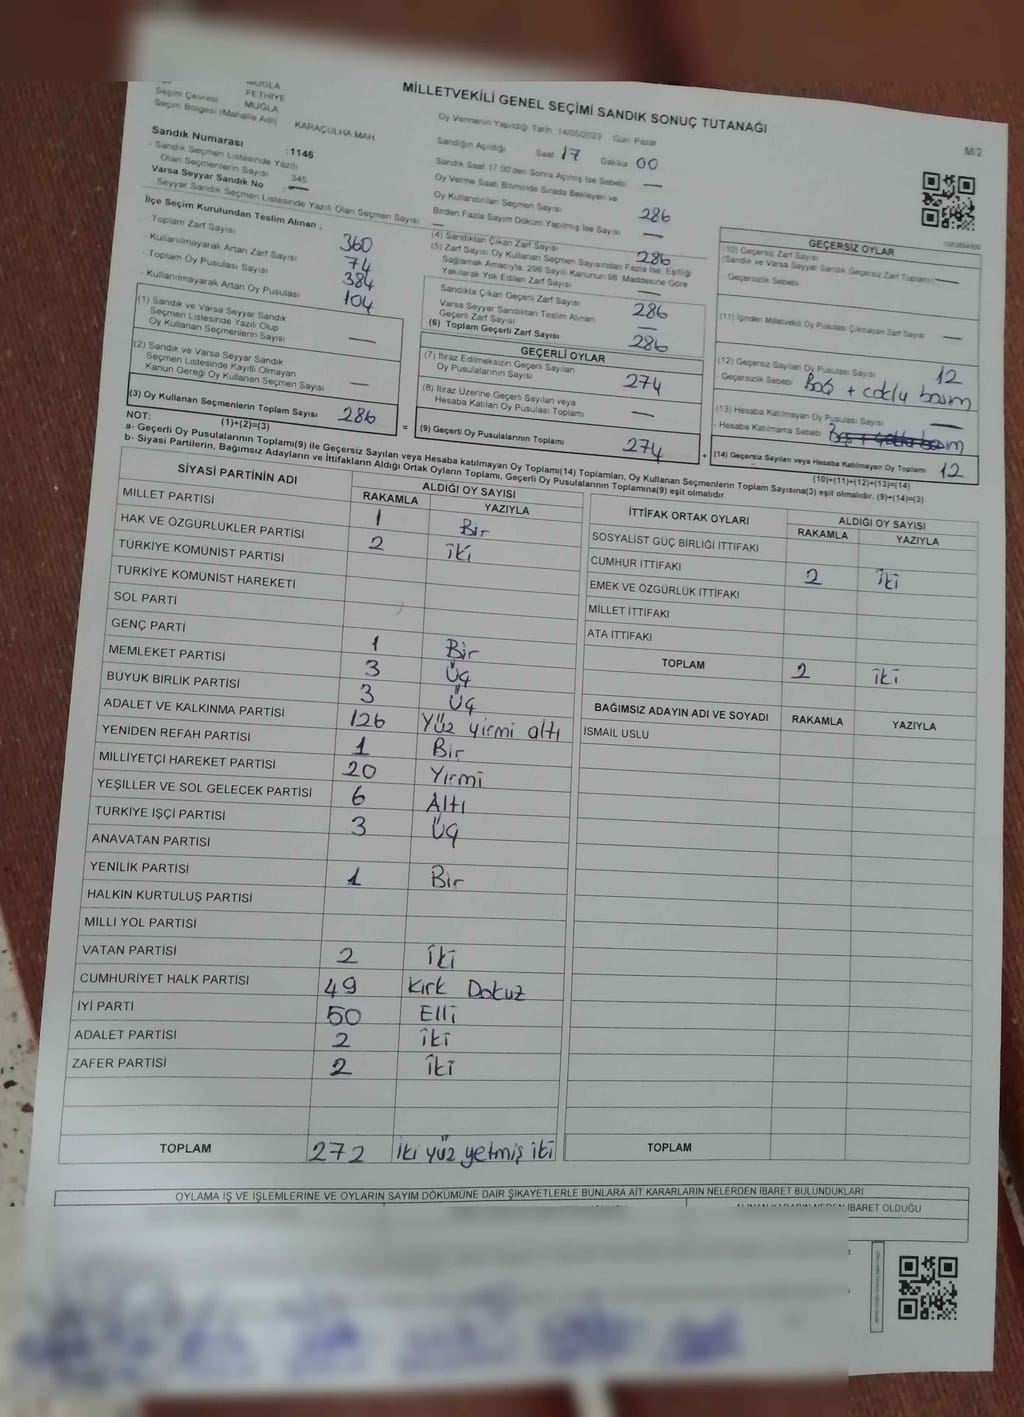 MİLLETVEKİLİ GENEL SEÇİMİ SANDIK SONUÇ TUTANAĞI
M/2
MUĞLA
FETHİYE
Seçim Çevresi MUĞLA
Seçim Bölgesi (Mahalle Adı) KARAÇULHA MAH
Sandık Numarası :1146
- Sandık Seçmen Listesinde Yazılı
Olan Seçmenlerin Sayısı 345
Varsa Seyyar Sandık No —
- Seyyar Sandık Seçmen Listesinde Yazılı Olan Seçmen Sayısı —
Oy Vermenin Yapıldığı Tarih 14/05/2023 Gün Pazar
Sandığın Açıldığı Saat 17 Dakika 00
Sandık Saat 17.00'den Sonra Açılmış İse Sebebi —
Oy Verme Saati Bitiminde Sırada Bekleyen ve
Oy Kullandırılan Seçmen Sayısı 286
Birden Fazla Sayım Döküm Yapılmış İse Sayısı —
İlçe Seçim Kurulundan Teslim Alınan ;
- Toplam Zarf Sayısı 360
- Kullanılmayarak Artan Zarf Sayısı 74
- Toplam Oy Pusulası Sayısı 384
- Kullanılmayarak Artan Oy Pusulası 104
(1) Sandık ve Varsa Seyyar Sandık
Seçmen Listesinde Yazılı Olup
Oy Kullanan Seçmenlerin Sayısı —
(2) Sandık ve Varsa Seyyar Sandık
Seçmen Listesinde Kayıtlı Olmayan
Kanun Gereği Oy Kullanan Seçmen Sayısı —
(3) Oy Kullanan Seçmenlerin Toplam Sayısı 286
(1)+(2)=(3)
(4) Sandıktan Çıkan Zarf Sayısı 286
(5) Zarf Sayısı Oy Kullanan Seçmen Sayısından Fazla İse, Eşitliği
Sağlamak Amacıyla, 298 Sayılı Kanunun 98. Maddesine Göre
Yakılarak Yok Edilen Zarf Sayısı —
Sandıkta Çıkan Geçerli Zarf Sayısı 286
Varsa Seyyar Sandıktan Teslim Alınan
Geçerli Zarf Sayısı —
(6) Toplam Geçerli Zarf Sayısı 286
GEÇERLİ OYLAR
(7) İtiraz Edilmeksizin Geçerli Sayılan
Oy Pusulalarının Sayısı 274
(8) İtiraz Üzerine Geçerli Sayılan veya
Hesaba Katılan Oy Pusulası Toplamı —
= (9) Geçerli Oy Pusulalarının Toplamı 274 +
GEÇERSİZ OYLAR
(10) Geçersiz Zarf Sayısı
(Sandık ve Varsa Seyyar Sandık Geçersiz Zarf Toplamı) —
- Geçersizlik Sebebi
(11) İçinden Milletvekili Oy Pusulası Çıkmayan Zarf Sayısı —
(12) Geçersiz Sayılan Oy Pusulası Sayısı 12
- Geçersizlik Sebebi Boş + çoklu basım
(13) Hesaba Katılmayan Oy Pusulası Sayısı —
- Hesaba Katılmama Sebebi
(14) Geçersiz Sayılan veya Hesaba Katılmayan Oy Toplamı 12
(10)+(11)+(12)+(13)=(14)
NOT:
a- Geçerli Oy Pusulalarının Toplamı(9) ile Geçersiz Sayılan veya Hesaba katılmayan Oy Toplamı(14) Toplamları, Oy Kullanan Seçmenlerin Toplam Sayısına(3) eşit olmalıdır. (9)+(14)=(3)
b- Siyasi Partilerin, Bağımsız Adayların ve İttifakların Aldığı Ortak Oyların Toplamı, Geçerli Oy Pusulalarının Toplamına(9) eşit olmalıdır.
SİYASİ PARTİNİN ADI ALDIĞI OY SAYISI
RAKAMLA YAZIYLA
MİLLET PARTİSİ 1 Bir
HAK VE ÖZGÜRLÜKLER PARTİSİ 2 iki
TÜRKİYE KOMÜNİST PARTİSİ
TÜRKİYE KOMÜNİST HAREKETİ
SOL PARTİ
GENÇ PARTİ 1 Bir
MEMLEKET PARTİSİ 3 Üç
BÜYÜK BİRLİK PARTİSİ 3 Üç
ADALET VE KALKINMA PARTİSİ 126 Yüz yirmi altı
YENİDEN REFAH PARTİSİ 1 Bir
MİLLİYETÇİ HAREKET PARTİSİ 20 Yirmi
YEŞİLLER VE SOL GELECEK PARTİSİ 6 Altı
TÜRKİYE İŞÇİ PARTİSİ 3 Üç
ANAVATAN PARTİSİ
YENİLİK PARTİSİ 1 Bir
HALKIN KURTULUŞ PARTİSİ
MİLLİ YOL PARTİSİ
VATAN PARTİSİ 2 iki
CUMHURİYET HALK PARTİSİ 49 Kırk Dokuz
İYİ PARTİ 50 Elli
ADALET PARTİSİ 2 iki
ZAFER PARTİSİ 2 iki
TOPLAM 272 iki yüz yetmiş iki
İTTİFAK ORTAK OYLARI ALDIĞI OY SAYISI
RAKAMLA YAZIYLA
SOSYALİST GÜÇ BİRLİĞİ İTTİFAKI
CUMHUR İTTİFAKI 2 iki
EMEK VE ÖZGÜRLÜK İTTİFAKI
MİLLET İTTİFAKI
ATA İTTİFAKI
TOPLAM 2 iki
BAĞIMSIZ ADAYIN ADI VE SOYADI RAKAMLA YAZIYLA
İSMAİL USLU
TOPLAM
OYLAMA İŞ VE İŞLEMLERİNE VE OYLARIN SAYIM DÖKÜMÜNE DAİR ŞİKAYETLERLE BUNLARA AİT KARARLARIN NELERDEN İBARET BULUNDUKLARI
ALINAN KARARIN NEDEN İBARET OLDUĞU